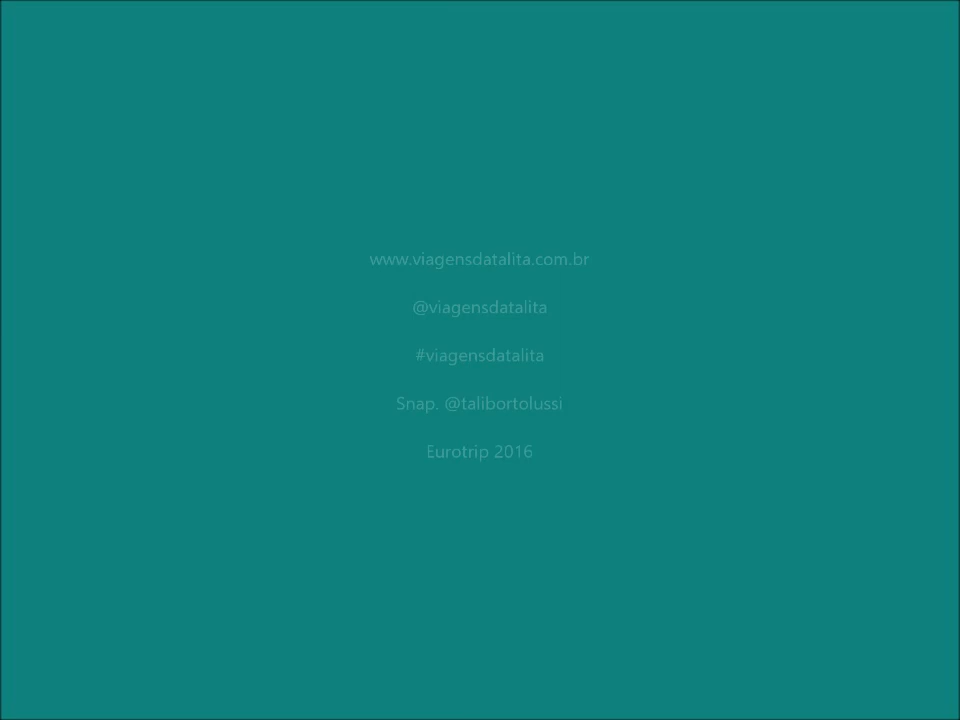 www.viagensdatalita.com.br
@viagensdatalita
#viagensdatalita
Snap. @talibortolussi
Eurotrip 2016